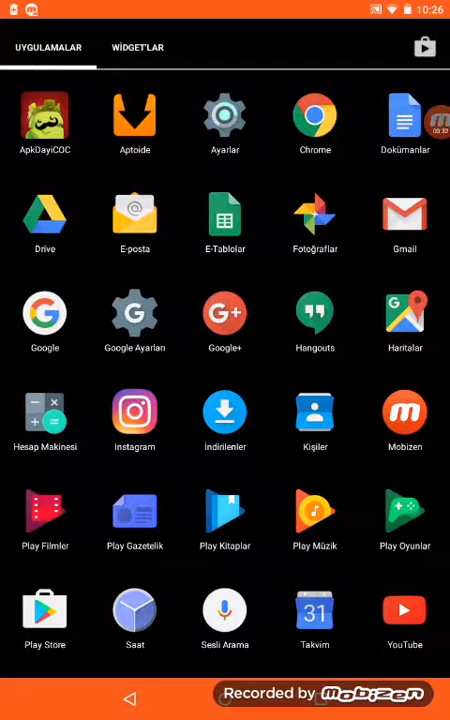 10:26
UYGULAMALAR WİDGET'LAR
00:32
ApkDayiCOC Aptoide Ayarlar Chrome Dokümanlar
Drive E-posta E-Tablolar Fotoğraflar Gmail
G
Google Google Ayarları Google+ Hangouts Haritalar
Hesap Makinesi Instagram İndirilenler Kişiler Mobizen
Play Filmler Play Gazetelik Play Kitaplar Play Müzik Play Oyunlar
31
Play Store Saat Sesli Arama Takvim YouTube
Recorded by mobizen